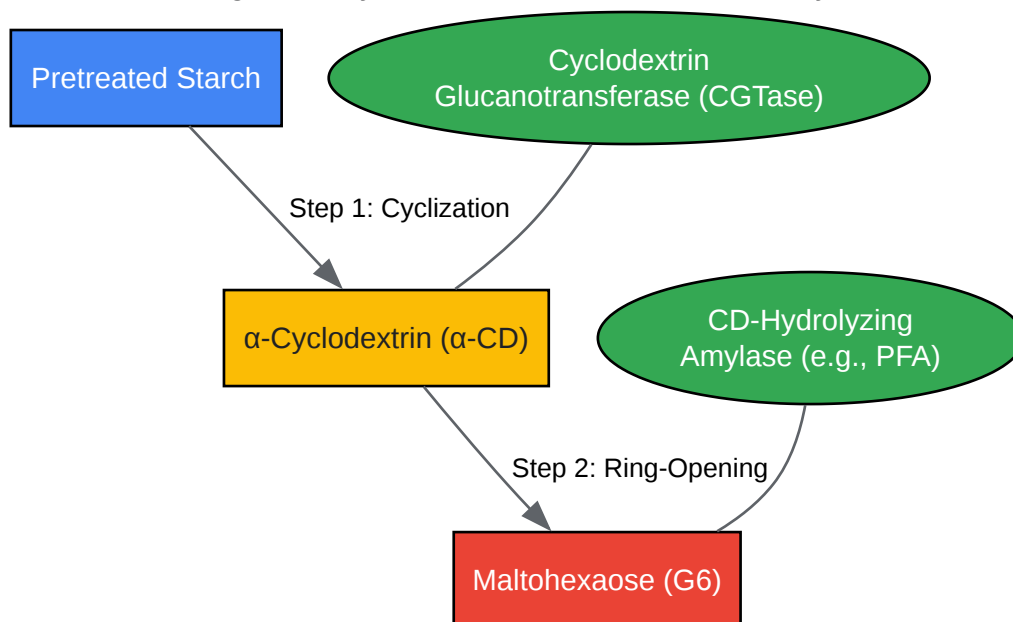 Pretreated Starch
Cyclodextrin
Glucanotransferase (CGTase)
Step 1: Cyclization
α-Cyclodextrin (α-CD)
CD-Hydrolyzing
Amylase (e.g., PFA)
Step 2: Ring-Opening
Maltohexaose (G6)